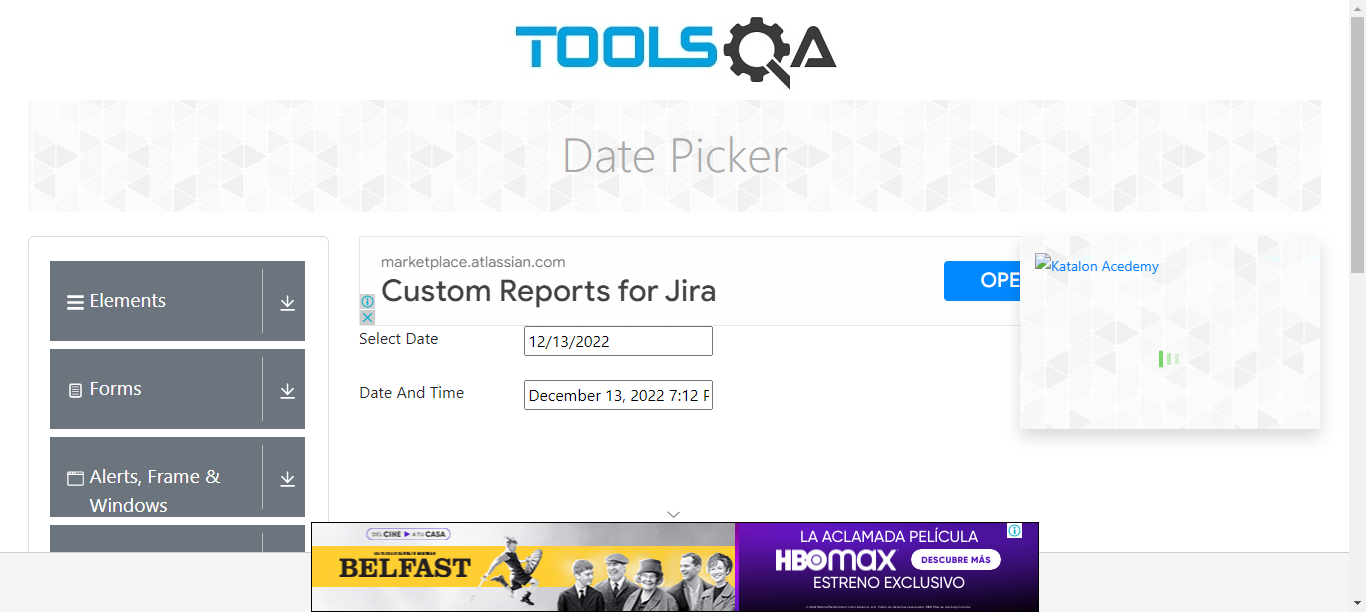 TOOLSQA
Date Picker
Elements
Forms
Alerts, Frame &
Windows
marketplace.atlassian.com
Custom Reports for Jira
OPE
Select Date
12/13/2022
Date And Time
December 13, 2022 7:12 P
Katalon Acedemy
DEL CINE A TU CASA
BELFAST
LA ACLAMADA PELÍCULA
HBOMAX
DESCUBRE MÁS
ESTRENO EXCLUSIVO